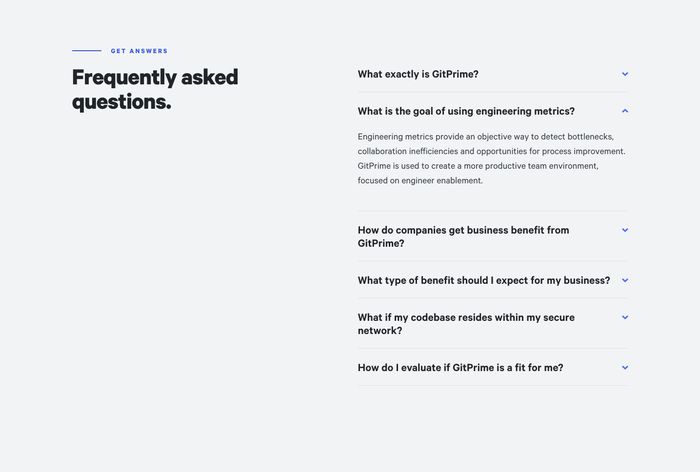 GET ANSWERS
Frequently asked
questions.
What exactly is GitPrime?
What is the goal of using engineering metrics?
Engineering metrics provide an objective way to detect bottlenecks,
collaboration inefficiencies and opportunities for process improvement.
GitPrime is used to create a more productive team environment,
focused on engineer enablement.
How do companies get business benefit from
GitPrime?
What type of benefit should I expect for my business?
What if my codebase resides within my secure
network?
How do I evaluate if GitPrime is a fit for me?